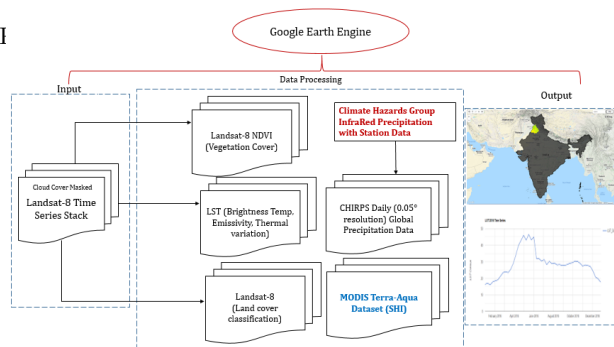 Google Earth Engine
Input
Data Processing
Output
Cloud Cover Masked
Landsat-8 Time
Series Stack
Landsat-8 NDVI
(Vegetation Cover)
LST (Brightness Temp.
Emissivity, Thermal
variation)
Landsat-8
(Land cover
classification)
Climate Hazards Group
InfraRed Precipitation
with Station Data
CHIRPS Daily (0.05°
resolution) Global
Precipitation Data
MODIS Terra-Aqua
Dataset (SHI)